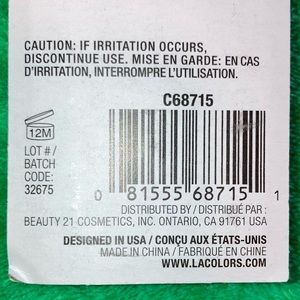 CAUTION: IF IRRITATION OCCURS,
DISCONTINUE USE. MISE EN GARDE: EN CAS
D'IRRITATION, INTERROMPRE L'UTILISATION.
C68715
12M
LOT # /
BATCH
CODE:
32675
0 81555 68715 1
DISTRIBUTED BY / DISTRIBUÉ PAR :
BEAUTY 21 COSMETICS, INC. ONTARIO, CA 91761 USA
DESIGNED IN USA / CONÇU AUX ÉTATS-UNIS
MADE IN CHINA / FABRIQUÉ EN CHINE
WWW.LACOLORS.COM